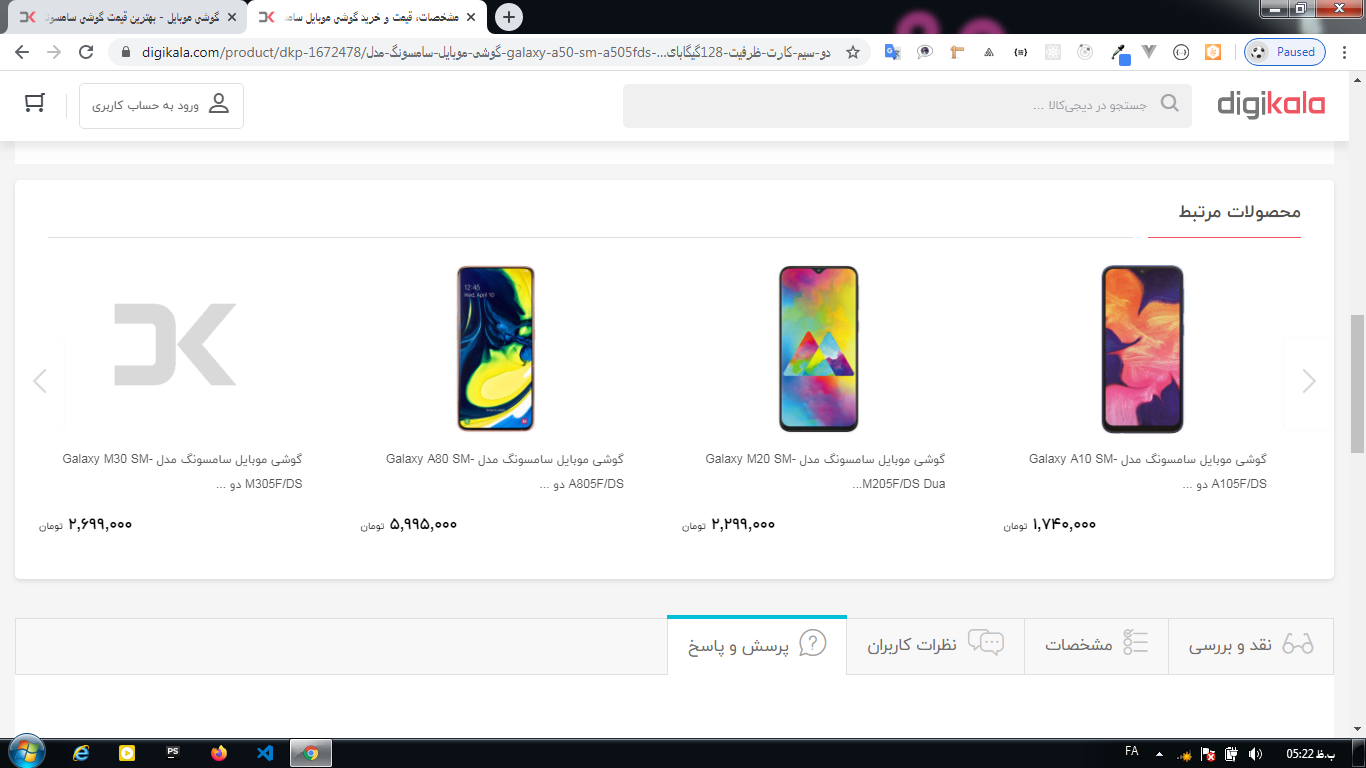 گوشی موبایل - بهترین قیمت گوشی سامسونگ
مشخصات، قیمت و خرید گوشی موبایل سامس
digikala.com/product/dkp-1672478/گوشی-موبایل-سامسونگ-مدل-galaxy-a50-sm-a505fds-...دو-سیم-کارت-ظرفیت-128گیگابای
Paused
digikala
جستجو در دیجی‌کالا ...
ورود به حساب کاربری
محصولات مرتبط
12:45
Wed, April 10
گوشی موبایل سامسونگ مدل Galaxy A10 SM-
A105F/DS دو ...
۱,۷۴۰,۰۰۰ تومان
گوشی موبایل سامسونگ مدل Galaxy M20 SM-
M205F/DS Dua...
۲,۲۹۹,۰۰۰ تومان
گوشی موبایل سامسونگ مدل Galaxy A80 SM-
A805F/DS دو ...
۵,۹۹۵,۰۰۰ تومان
گوشی موبایل سامسونگ مدل Galaxy M30 SM-
M305F/DS دو ...
۲,۶۹۹,۰۰۰ تومان
نقد و بررسی
مشخصات
نظرات کاربران
پرسش و پاسخ
PS
FA
05:22 ب.ظ